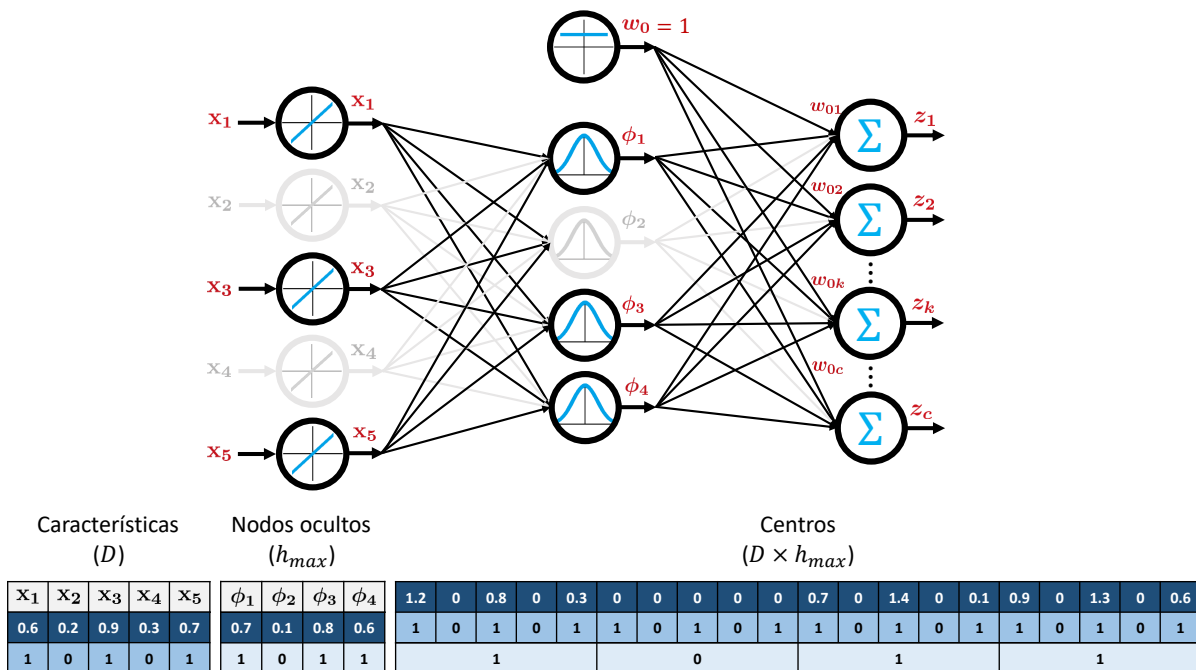 w₀ = 1
x₁ x₁ ϕ₁ w₀₁ Σ z₁
x₂ x₂ ϕ₂ w₀₂ Σ z₂
x₃ x₃ ϕ₃ w₀ₖ Σ zₖ
x₄ x₄ ϕ₄ w₀c
x₅ x₅ Σ z_c
Características Nodos ocultos Centros
(D) (hₘₐₓ) (D × hₘₐₓ)
x₁ x₂ x₃ x₄ x₅ ϕ₁ ϕ₂ ϕ₃ ϕ₄ 1.2 0 0.8 0 0.3 0 0 0 0 0 0.7 0 1.4 0 0.1 0.9 0 1.3 0 0.6
0.6 0.2 0.9 0.3 0.7 0.7 0.1 0.8 0.6 1 0 1 0 1 1 0 1 0 1 1 0 1 0 1 1 0 1 0 1
1 0 1 0 1 1 0 1 1 1 0 1 1